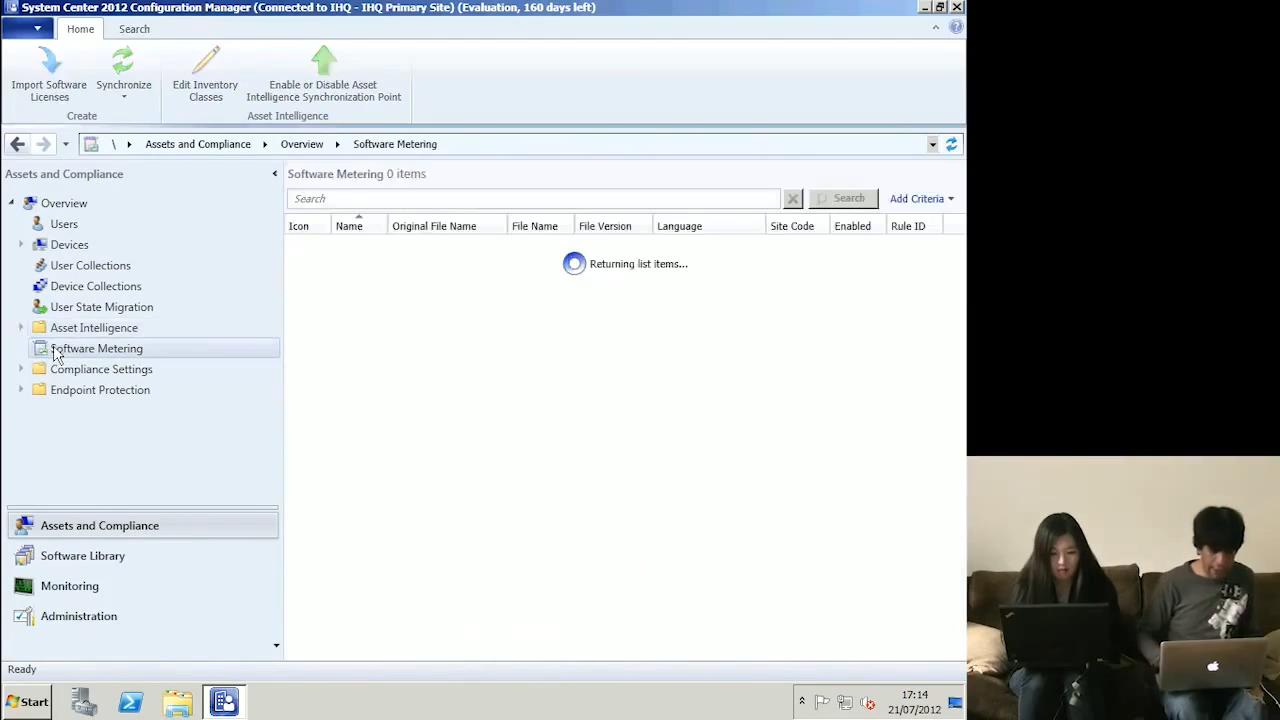 System Center 2012 Configuration Manager (Connected to IHQ - IHQ Primary Site) (Evaluation, 160 days left)
Home
Search
Import Software Licenses
Synchronize
Edit Inventory Classes
Enable or Disable Asset Intelligence Synchronization Point
Create
Asset Intelligence
\ Assets and Compliance Overview Software Metering
Assets and Compliance
Overview
Users
Devices
User Collections
Device Collections
User State Migration
Asset Intelligence
Software Metering
Compliance Settings
Endpoint Protection
Assets and Compliance
Software Library
Monitoring
Administration
Software Metering 0 items
Search
Search
Add Criteria
Icon Name Original File Name File Name File Version Language Site Code Enabled Rule ID
Returning list items...
Ready
Start
17:14
21/07/2012